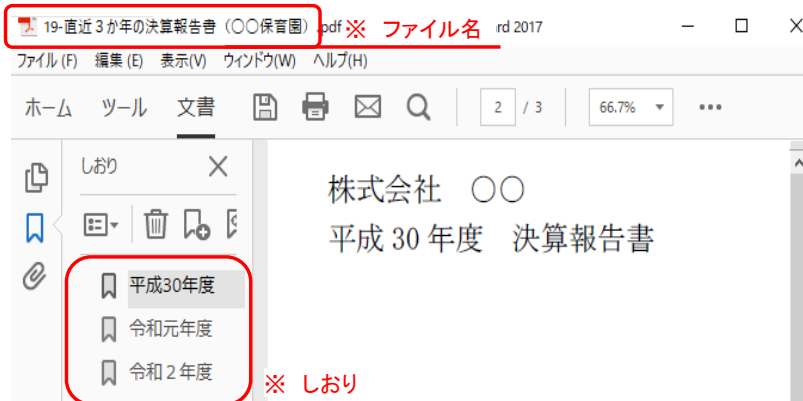 19-直近３か年の決算報告書（〇〇保育園）.pdf ※ ファイル名 rd 2017
ファイル(F) 編集(E) 表示(V) ウィンドウ(W) ヘルプ(H)
ホーム ツール 文書 2 / 3 66.7%
しおり
株式会社　〇〇
平成 30 年度　決算報告書
平成30年度
令和元年度
令和２年度
※ しおり